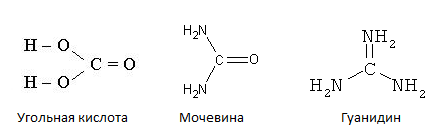 H – O
C = O
H – O
Угольная кислота
H₂N
C=O
H₂N
Мочевина
NH₂
C
H₂N NH₂
Гуанидин